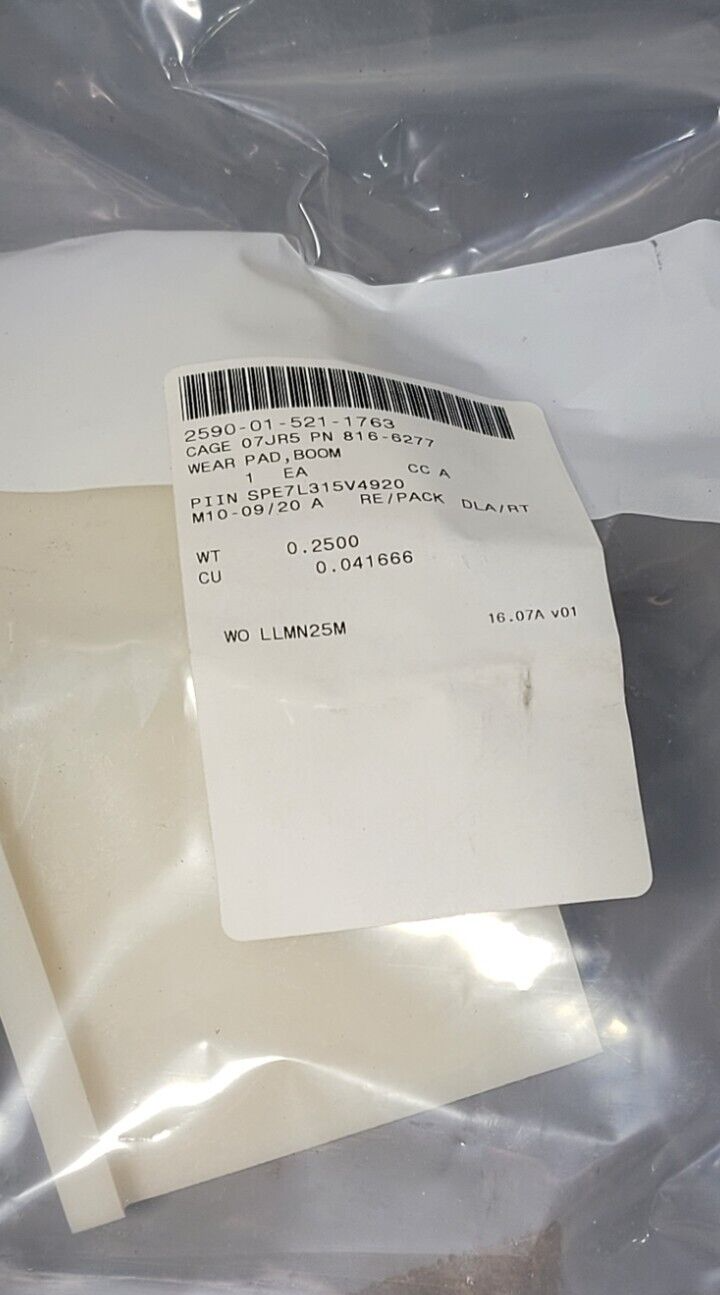 2590-01-521-1763
CAGE 07JR5 PN 816-6277
WEAR PAD,BOOM
1 EA CC A
PIIN SPE7L315V4920
M10-09/20 A RE/PACK DLA/RT
WT 0.2500
CU 0.041666
WO LLMN25M 16.07A v01